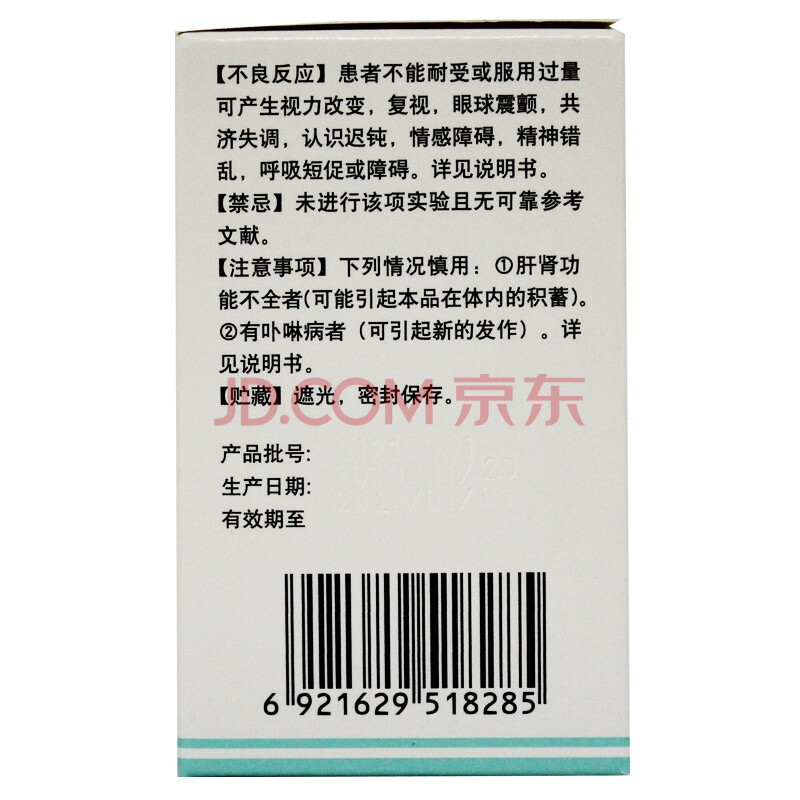 【不良反应】患者不能耐受或服用过量
可产生视力改变，复视，眼球震颤，共
济失调，认识迟钝，情感障碍，精神错
乱，呼吸短促或障碍。详见说明书。
【禁忌】未进行该项实验且无可靠参考
文献。
【注意事项】下列情况慎用：①肝肾功
能不全者(可能引起本品在体内的积蓄)。
②有卟啉病者（可引起新的发作）。详
见说明书。
【贮藏】遮光，密封保存。
JD.COM 京东
产品批号:
生产日期:
有效期至
6 921629 518285